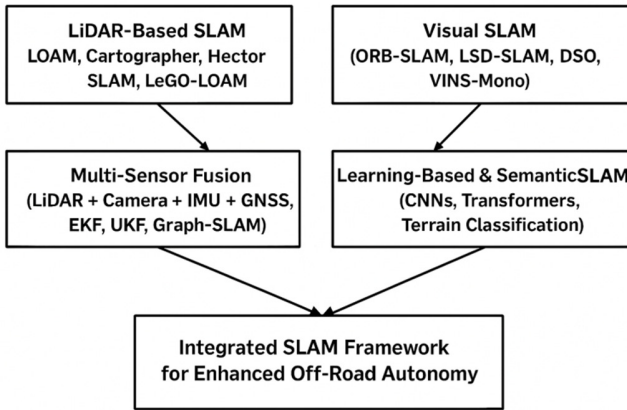 LiDAR-Based SLAM
LOAM, Cartographer, Hector
SLAM, LeGO-LOAM
Visual SLAM
(ORB-SLAM, LSD-SLAM, DSO,
VINS-Mono)
Multi-Sensor Fusion
(LiDAR + Camera + IMU + GNSS,
EKF, UKF, Graph-SLAM)
Learning-Based & SemanticSLAM
(CNNs, Transformers,
Terrain Classification)
Integrated SLAM Framework
for Enhanced Off-Road Autonomy